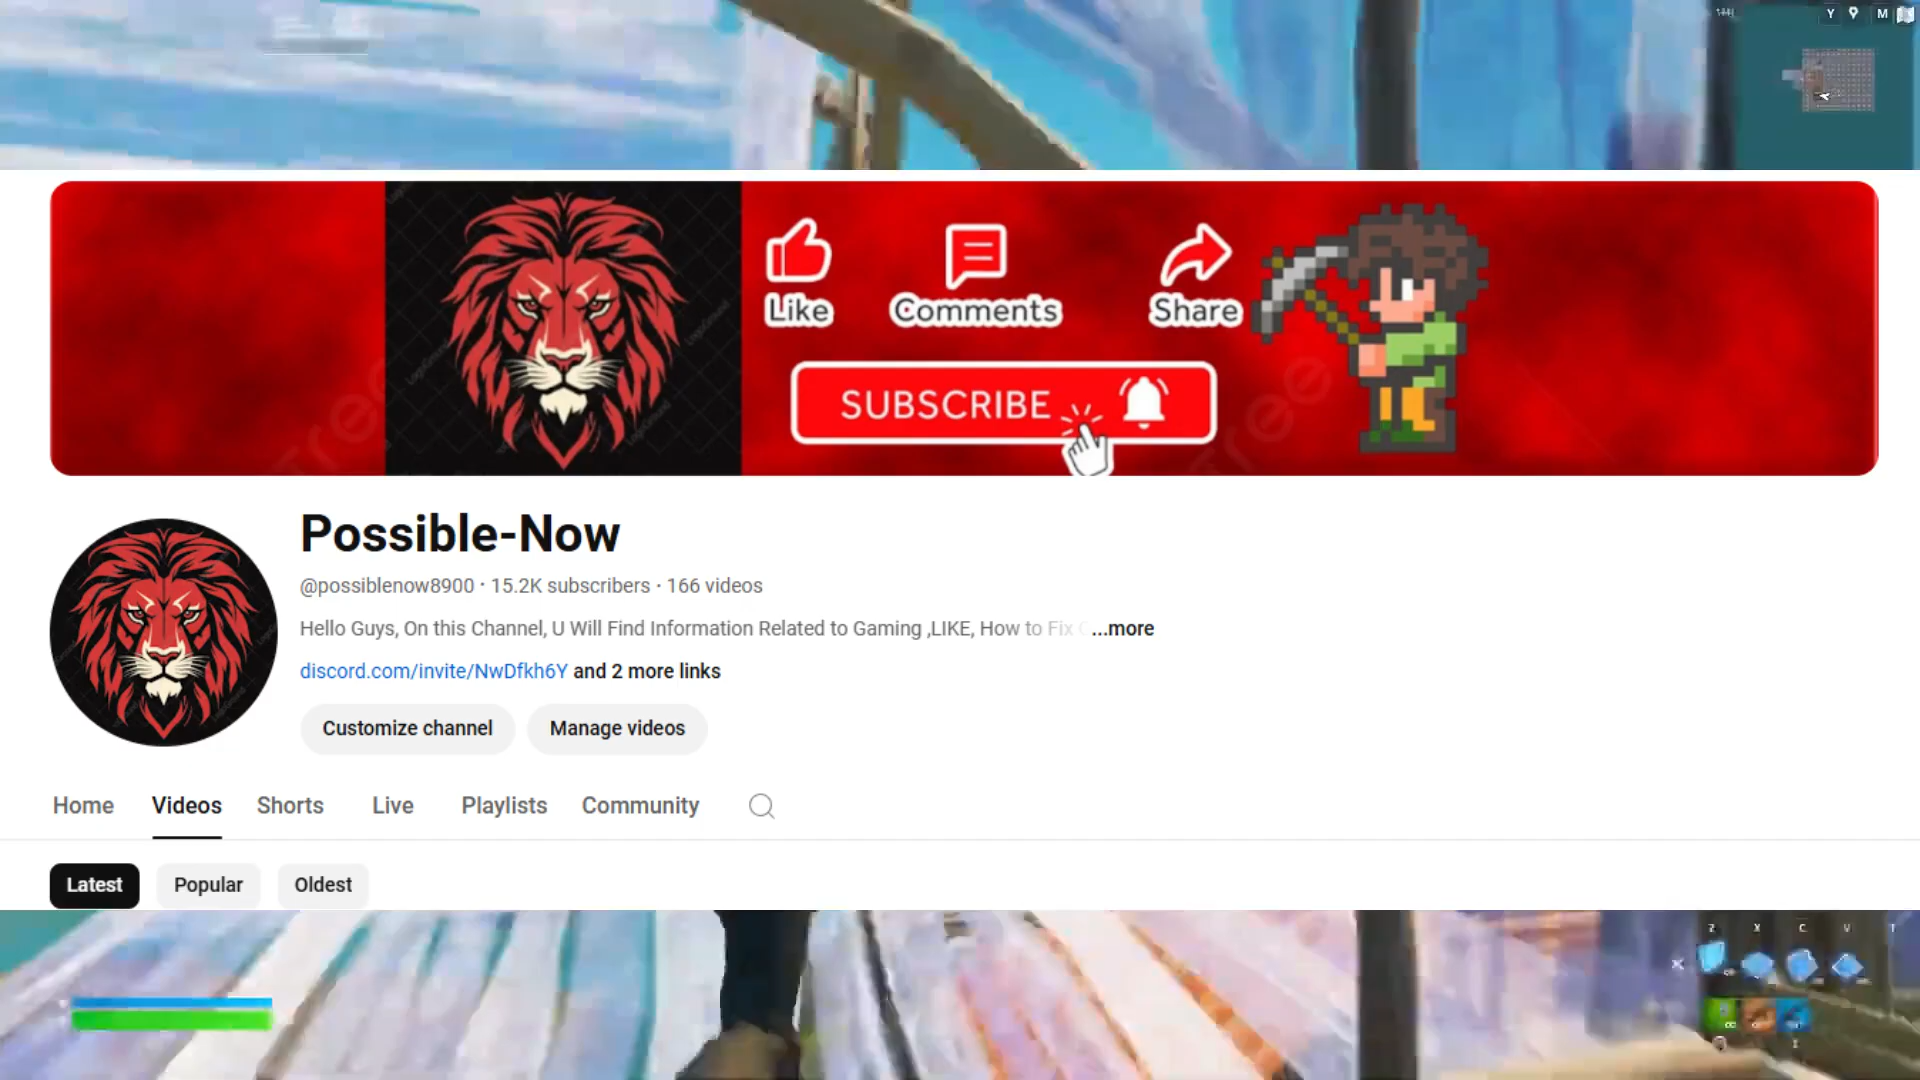 Y M
Like Comments Share
SUBSCRIBE
Possible-Now
@possiblenow8900 · 15.2K subscribers · 166 videos
Hello Guys, On this Channel, U Will Find Information Related to Gaming ,LIKE, How to Fix ...more
discord.com/invite/NwDfkh6Y and 2 more links
Customize channel Manage videos
Home Videos Shorts Live Playlists Community
Latest Popular Oldest
Z X C V T